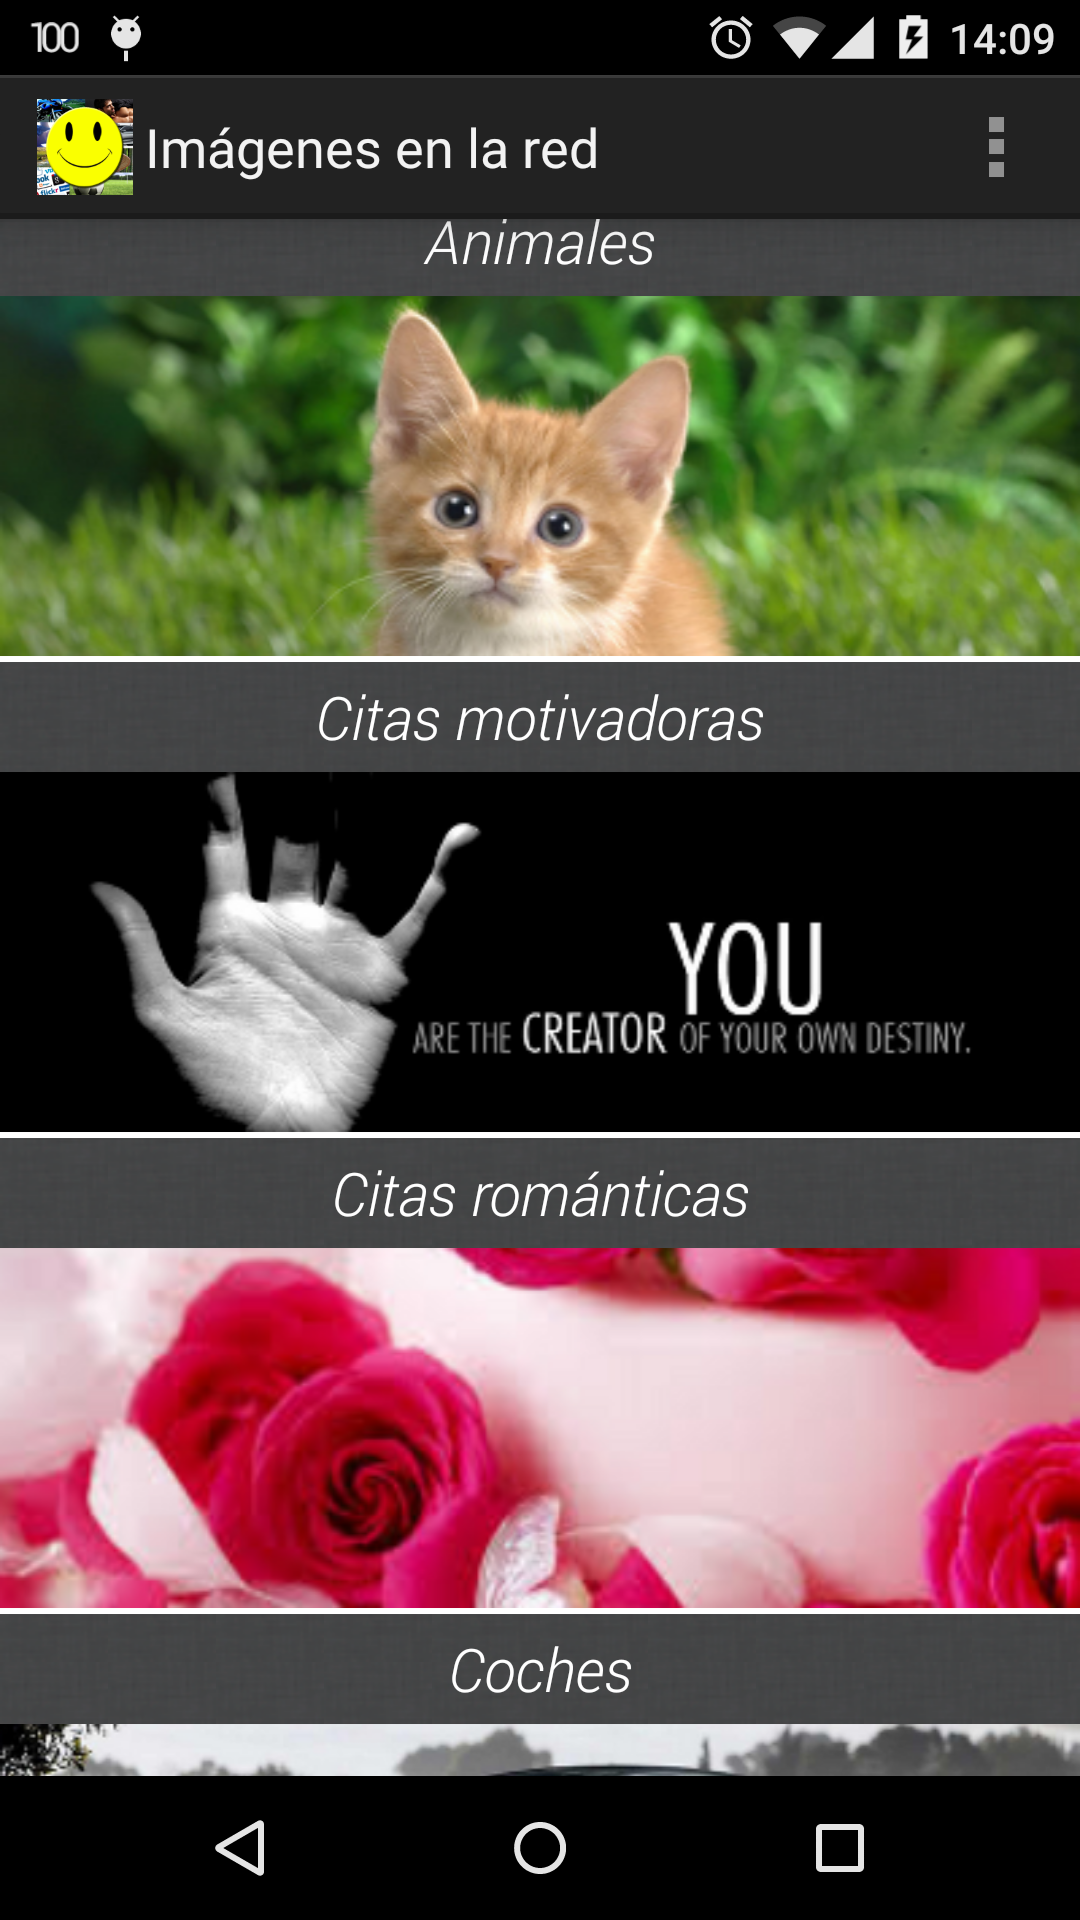 100
14:09
Imágenes en la red
Animales
Citas motivadoras
YOU
ARE THE CREATOR OF YOUR OWN DESTINY.
Citas románticas
Coches